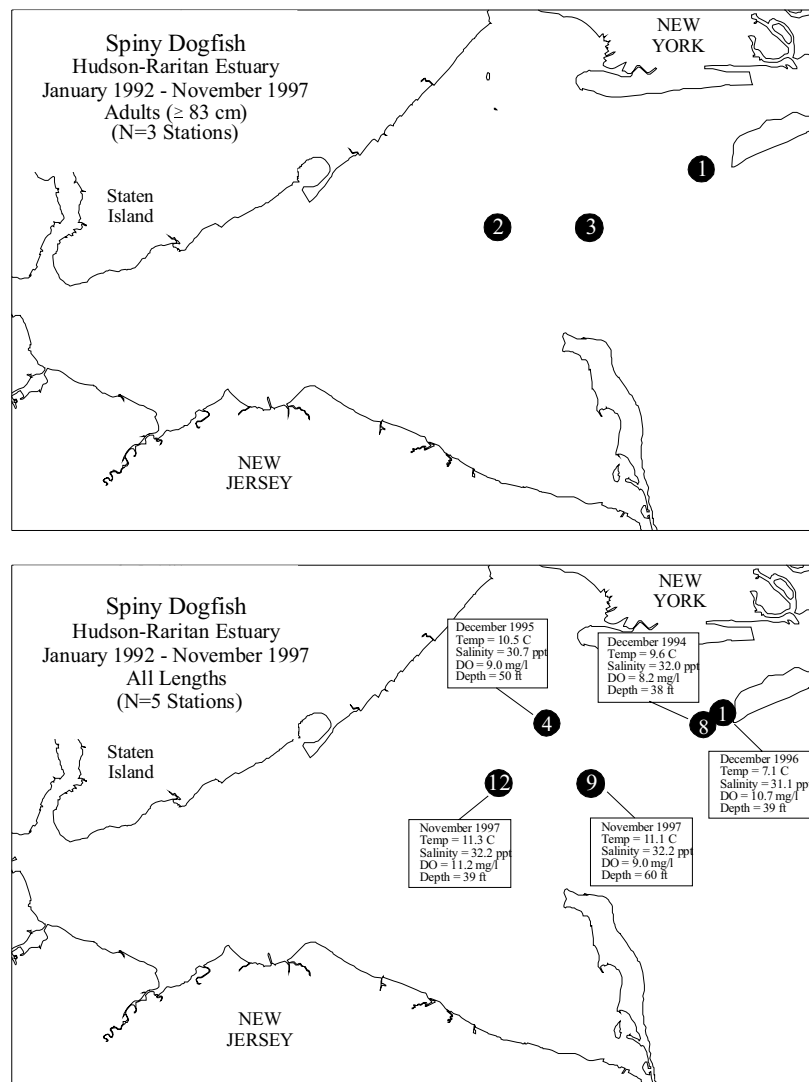 Spiny Dogfish
Hudson-Raritan Estuary
January 1992 - November 1997
Adults (≥ 83 cm)
(N=3 Stations)
NEW
YORK
Staten
Island
1
2
3
NEW
JERSEY
Spiny Dogfish
Hudson-Raritan Estuary
January 1992 - November 1997
All Lengths
(N=5 Stations)
NEW
YORK
December 1995
Temp = 10.5 C
Salinity = 30.7 ppt
DO = 9.0 mg/l
Depth = 50 ft
December 1994
Temp = 9.6 C
Salinity = 32.0 ppt
DO = 8.2 mg/l
Depth = 38 ft
Staten
Island
4
8
1
12
9
December 1996
Temp = 7.1 C
Salinity = 31.1 ppt
DO = 10.7 mg/l
Depth = 39 ft
November 1997
Temp = 11.3 C
Salinity = 32.2 ppt
DO = 11.2 mg/l
Depth = 39 ft
November 1997
Temp = 11.1 C
Salinity = 32.2 ppt
DO = 9.0 mg/l
Depth = 60 ft
NEW
JERSEY